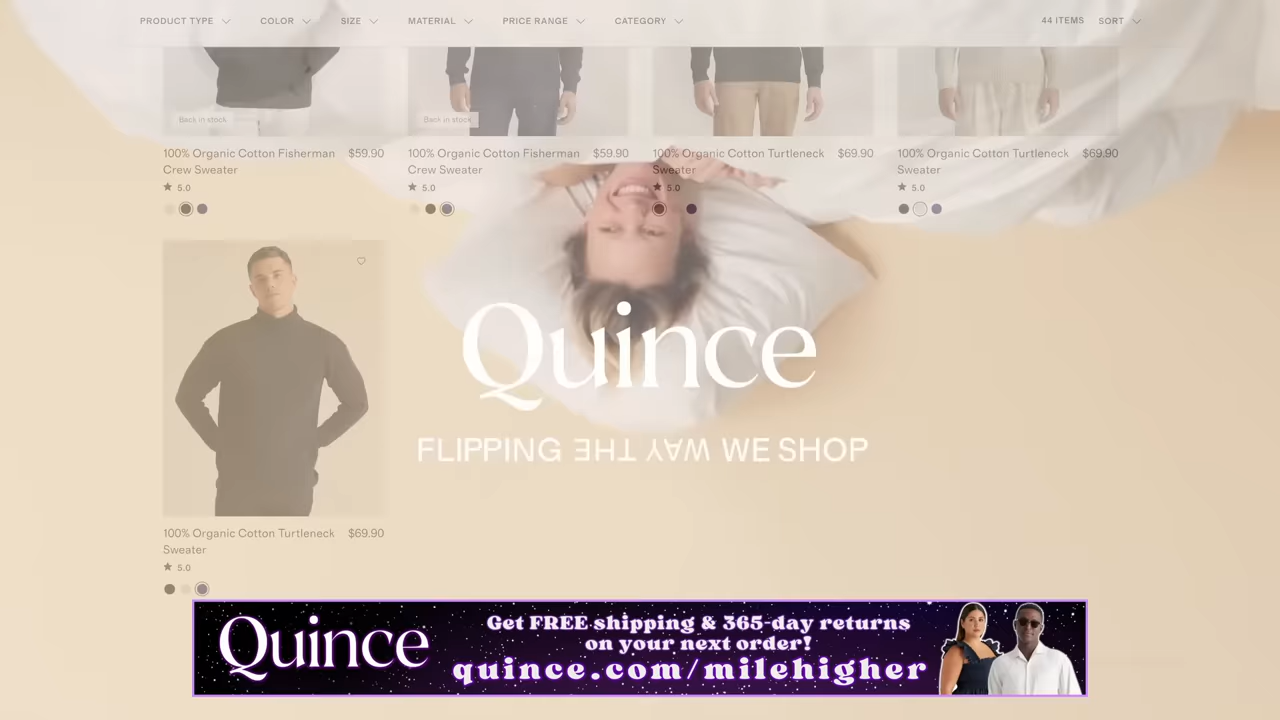 PRODUCT TYPE COLOR SIZE MATERIAL PRICE RANGE CATEGORY 44 ITEMS SORT
Back in stock Back in stock
100% Organic Cotton Fisherman $59.90 100% Organic Cotton Fisherman $59.90 100% Organic Cotton Turtleneck $69.90 100% Organic Cotton Turtleneck $69.90
Crew Sweater Crew Sweater Sweater Sweater
5.0 5.0 5.0 5.0
Quince
FLIPPING THE WAY WE SHOP
100% Organic Cotton Turtleneck $69.90
Sweater
5.0
Quince
Get FREE shipping & 365-day returns
on your next order!
quince.com/milehigher